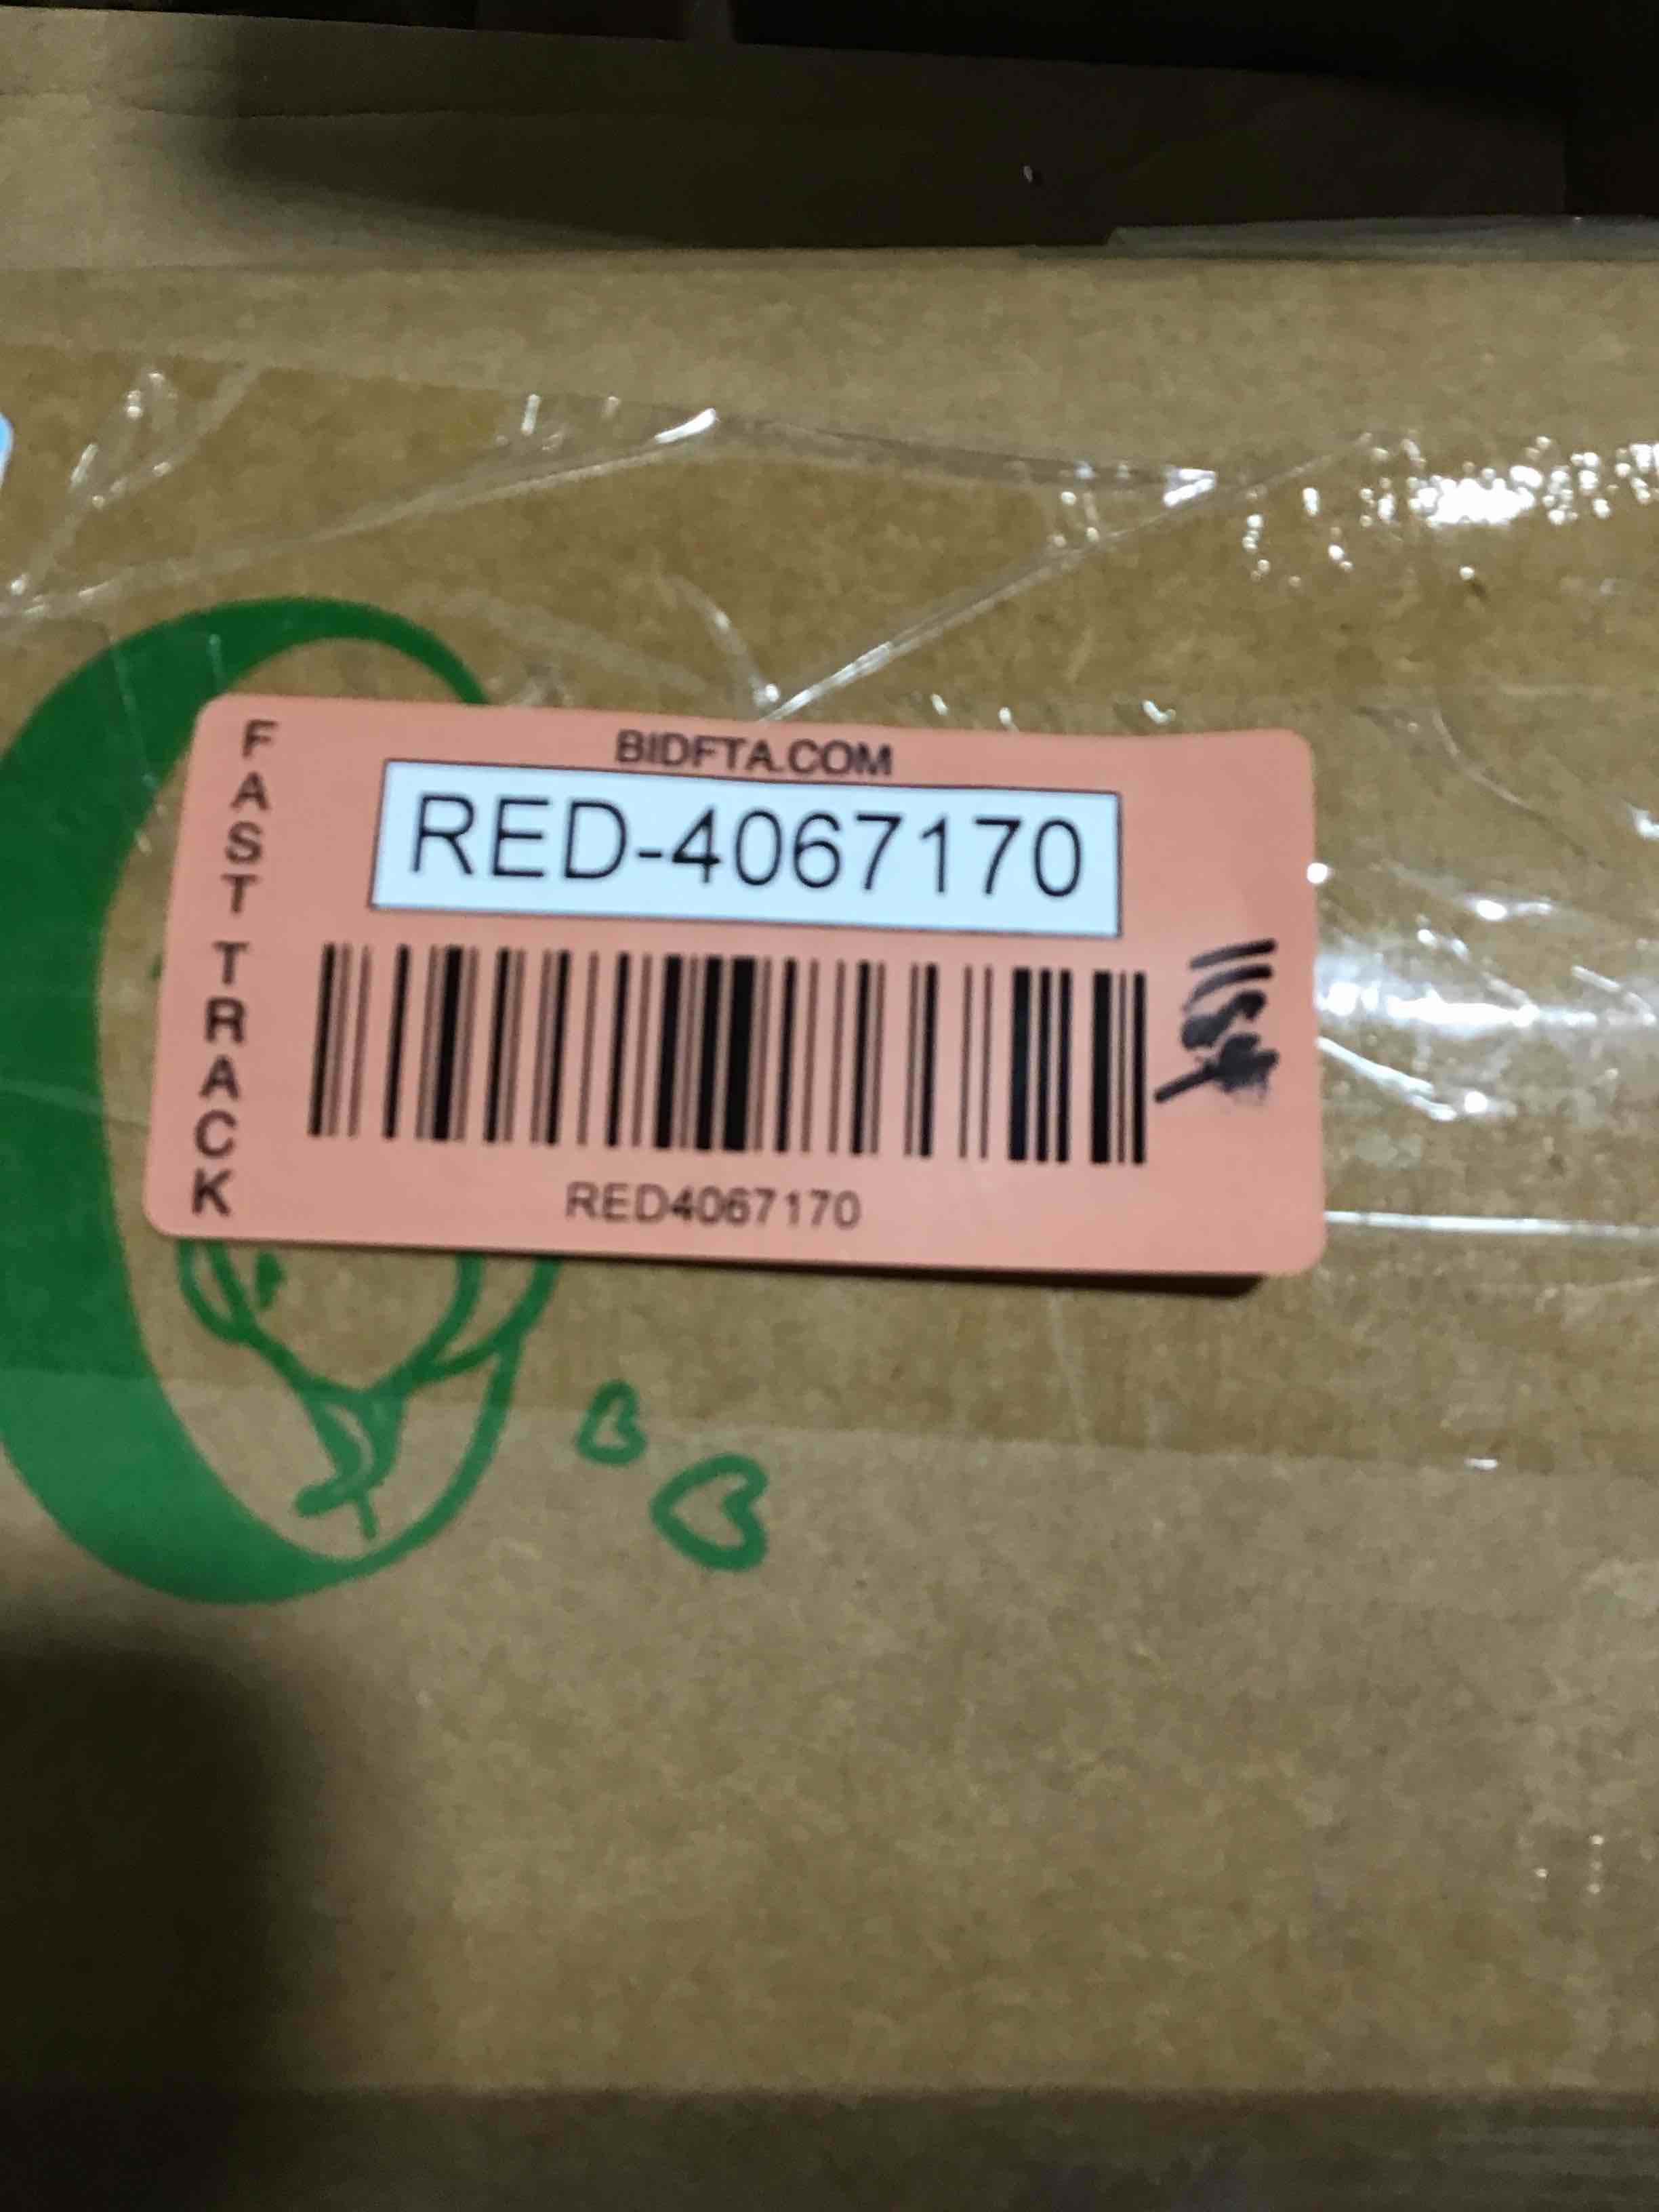 FAST TRACK
BIDFTA.COM
RED-4067170
RED4067170